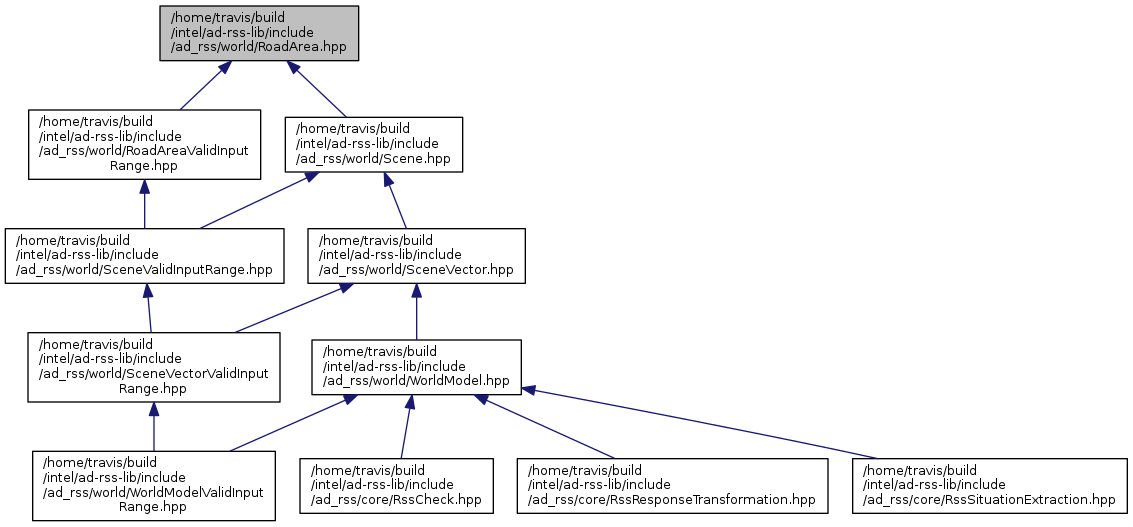 /home/travis/build
/intel/ad-rss-lib/include
/ad_rss/world/RoadArea.hpp
/home/travis/build
/intel/ad-rss-lib/include
/ad_rss/world/RoadAreaValidInput
Range.hpp
/home/travis/build
/intel/ad-rss-lib/include
/ad_rss/world/Scene.hpp
/home/travis/build
/intel/ad-rss-lib/include
/ad_rss/world/SceneValidInputRange.hpp
/home/travis/build
/intel/ad-rss-lib/include
/ad_rss/world/SceneVector.hpp
/home/travis/build
/intel/ad-rss-lib/include
/ad_rss/world/SceneVectorValidInput
Range.hpp
/home/travis/build
/intel/ad-rss-lib/include
/ad_rss/world/WorldModel.hpp
/home/travis/build
/intel/ad-rss-lib/include
/ad_rss/world/WorldModelValidInput
Range.hpp
/home/travis/build
/intel/ad-rss-lib/include
/ad_rss/core/RssCheck.hpp
/home/travis/build
/intel/ad-rss-lib/include
/ad_rss/core/RssResponseTransformation.hpp
/home/travis/build
/intel/ad-rss-lib/include
/ad_rss/core/RssSituationExtraction.hpp